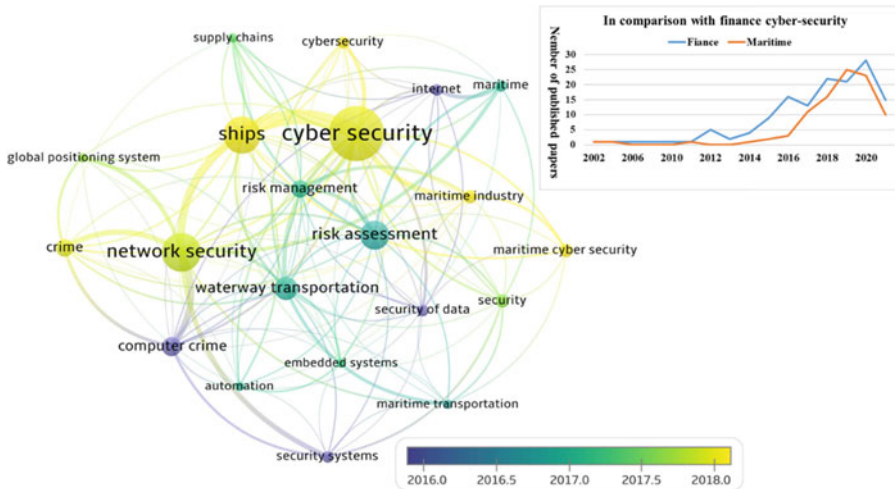 In comparison with finance cyber-security
Fiance Maritime
Nember of published papers
30
25
20
15
10
5
0
2002 2006 2010 2012 2014 2016 2018 2020
supply chains
cybersecurity
internet
maritime
ships
cyber security
global positioning system
risk management
maritime industry
crime
network security
risk assessment
maritime cyber security
waterway transportation
security of data
security
computer crime
embedded systems
automation
maritime transportation
security systems
2016.0 2016.5 2017.0 2017.5 2018.0